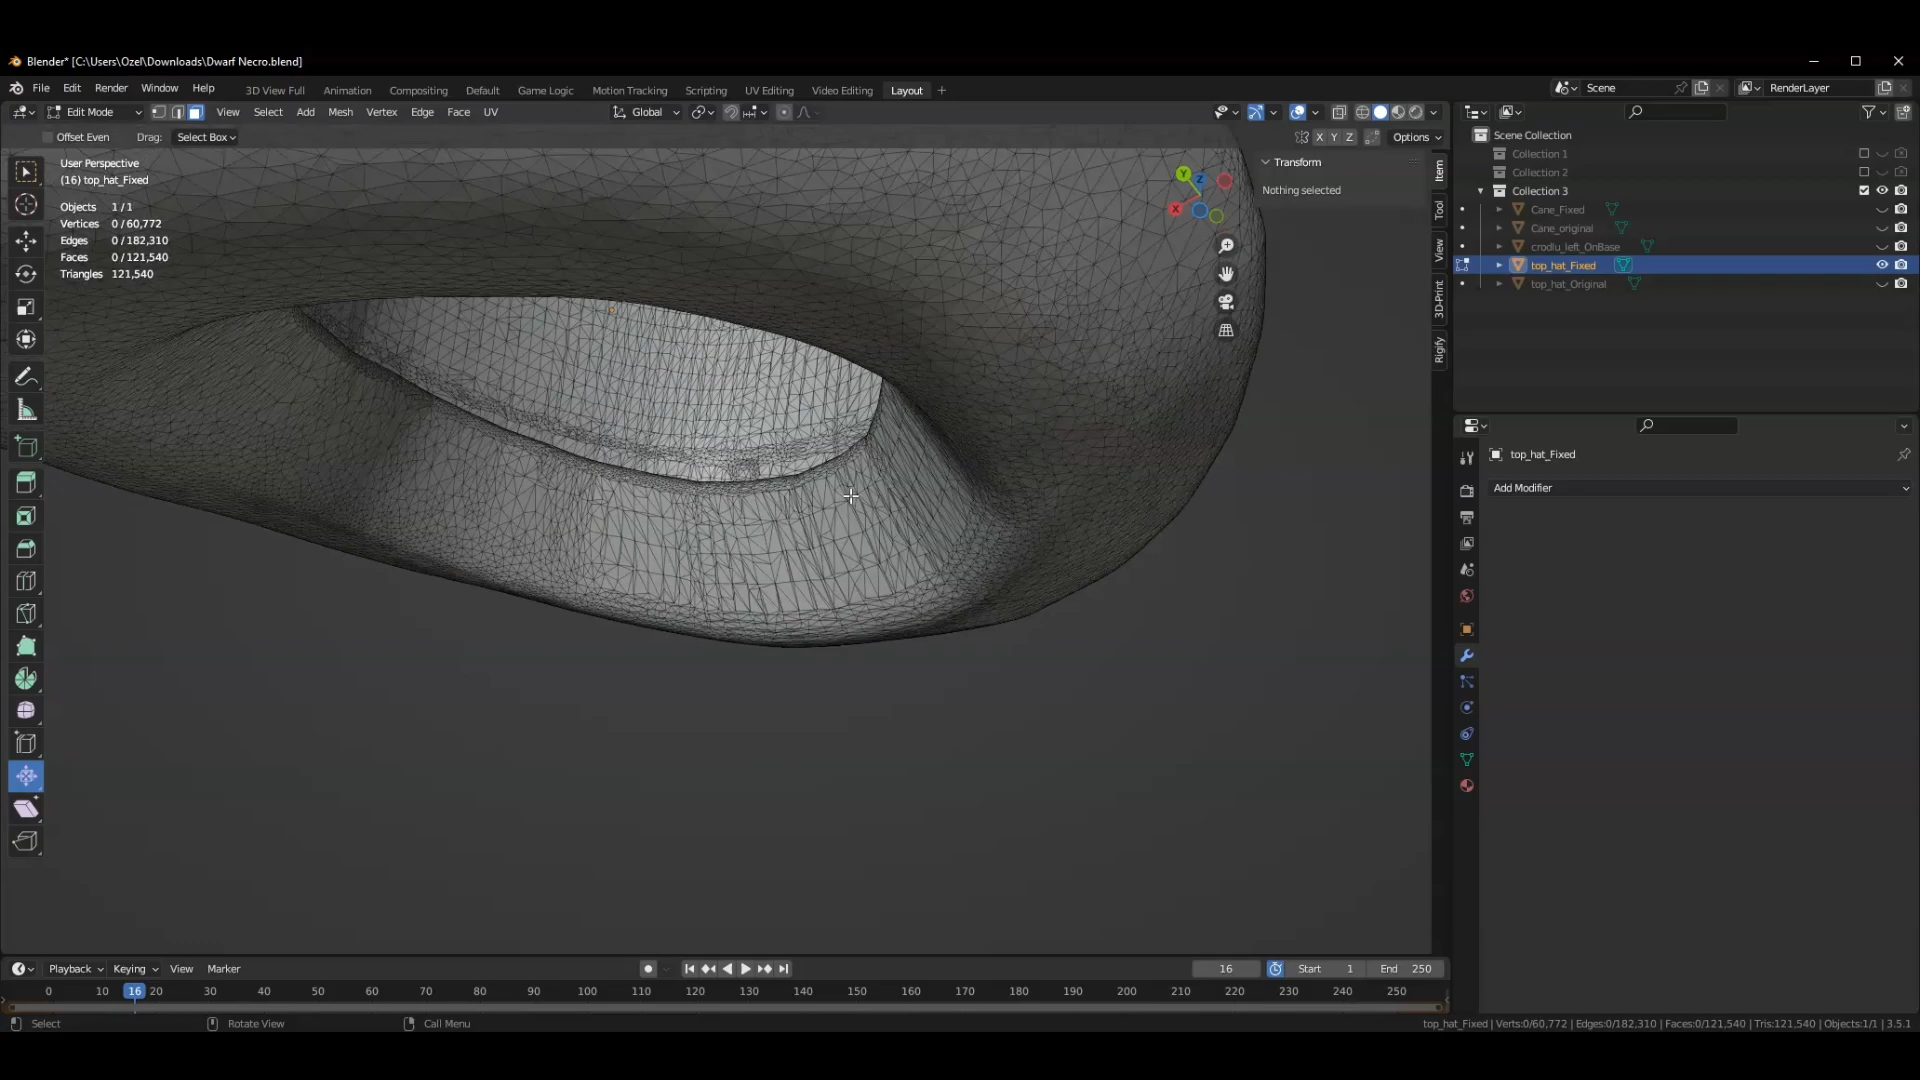 Blender* [C:\Users\Ozel\Downloads\Dwarf Necro.blend]
File Edit Render Window Help 3D View Full Animation Compositing Default Game Logic Motion Tracking Scripting UV Editing Video Editing Layout + Scene RenderLayer
Edit Mode View Select Add Mesh Vertex Edge Face UV Global
Offset Even Drag: Select Box X Y Z Options
User Perspective
(16) top_hat_Fixed
Objects 1 / 1
Vertices 0 / 60,772
Edges 0 / 182,310
Faces 0 / 121,540
Triangles 121,540
Y Z X
Transform
Nothing selected
Item
Tool
View
3D-Print
Rigify
Scene Collection
Collection 1
Collection 2
Collection 3
Cane_Fixed
Cane_original
crodlu_left_OnBase
top_hat_Fixed
top_hat_Original
top_hat_Fixed
Add Modifier
Playback Keying View Marker 16 Start 1 End 250
0 10 16 20 30 40 50 60 70 80 90 100 110 120 130 140 150 160 170 180 190 200 210 220 230 240 250
Select Rotate View Call Menu top_hat_Fixed | Verts:0/60,772 | Edges:0/182,310 | Faces:0/121,540 | Tris:121,540 | Objects:1/1 | 3.5.1